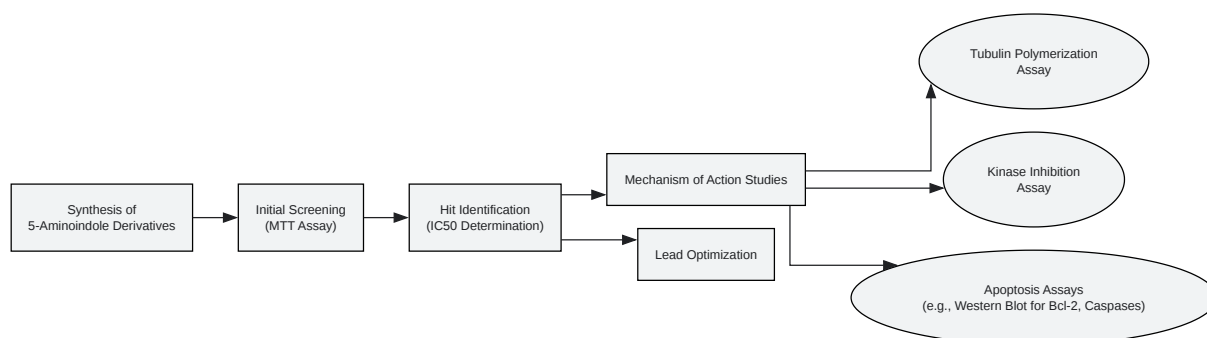 Synthesis of
5-Aminoindole Derivatives
Initial Screening
(MTT Assay)
Hit Identification
(IC50 Determination)
Mechanism of Action Studies
Lead Optimization
Tubulin Polymerization
Assay
Kinase Inhibition
Assay
Apoptosis Assays
(e.g., Western Blot for Bcl-2, Caspases)